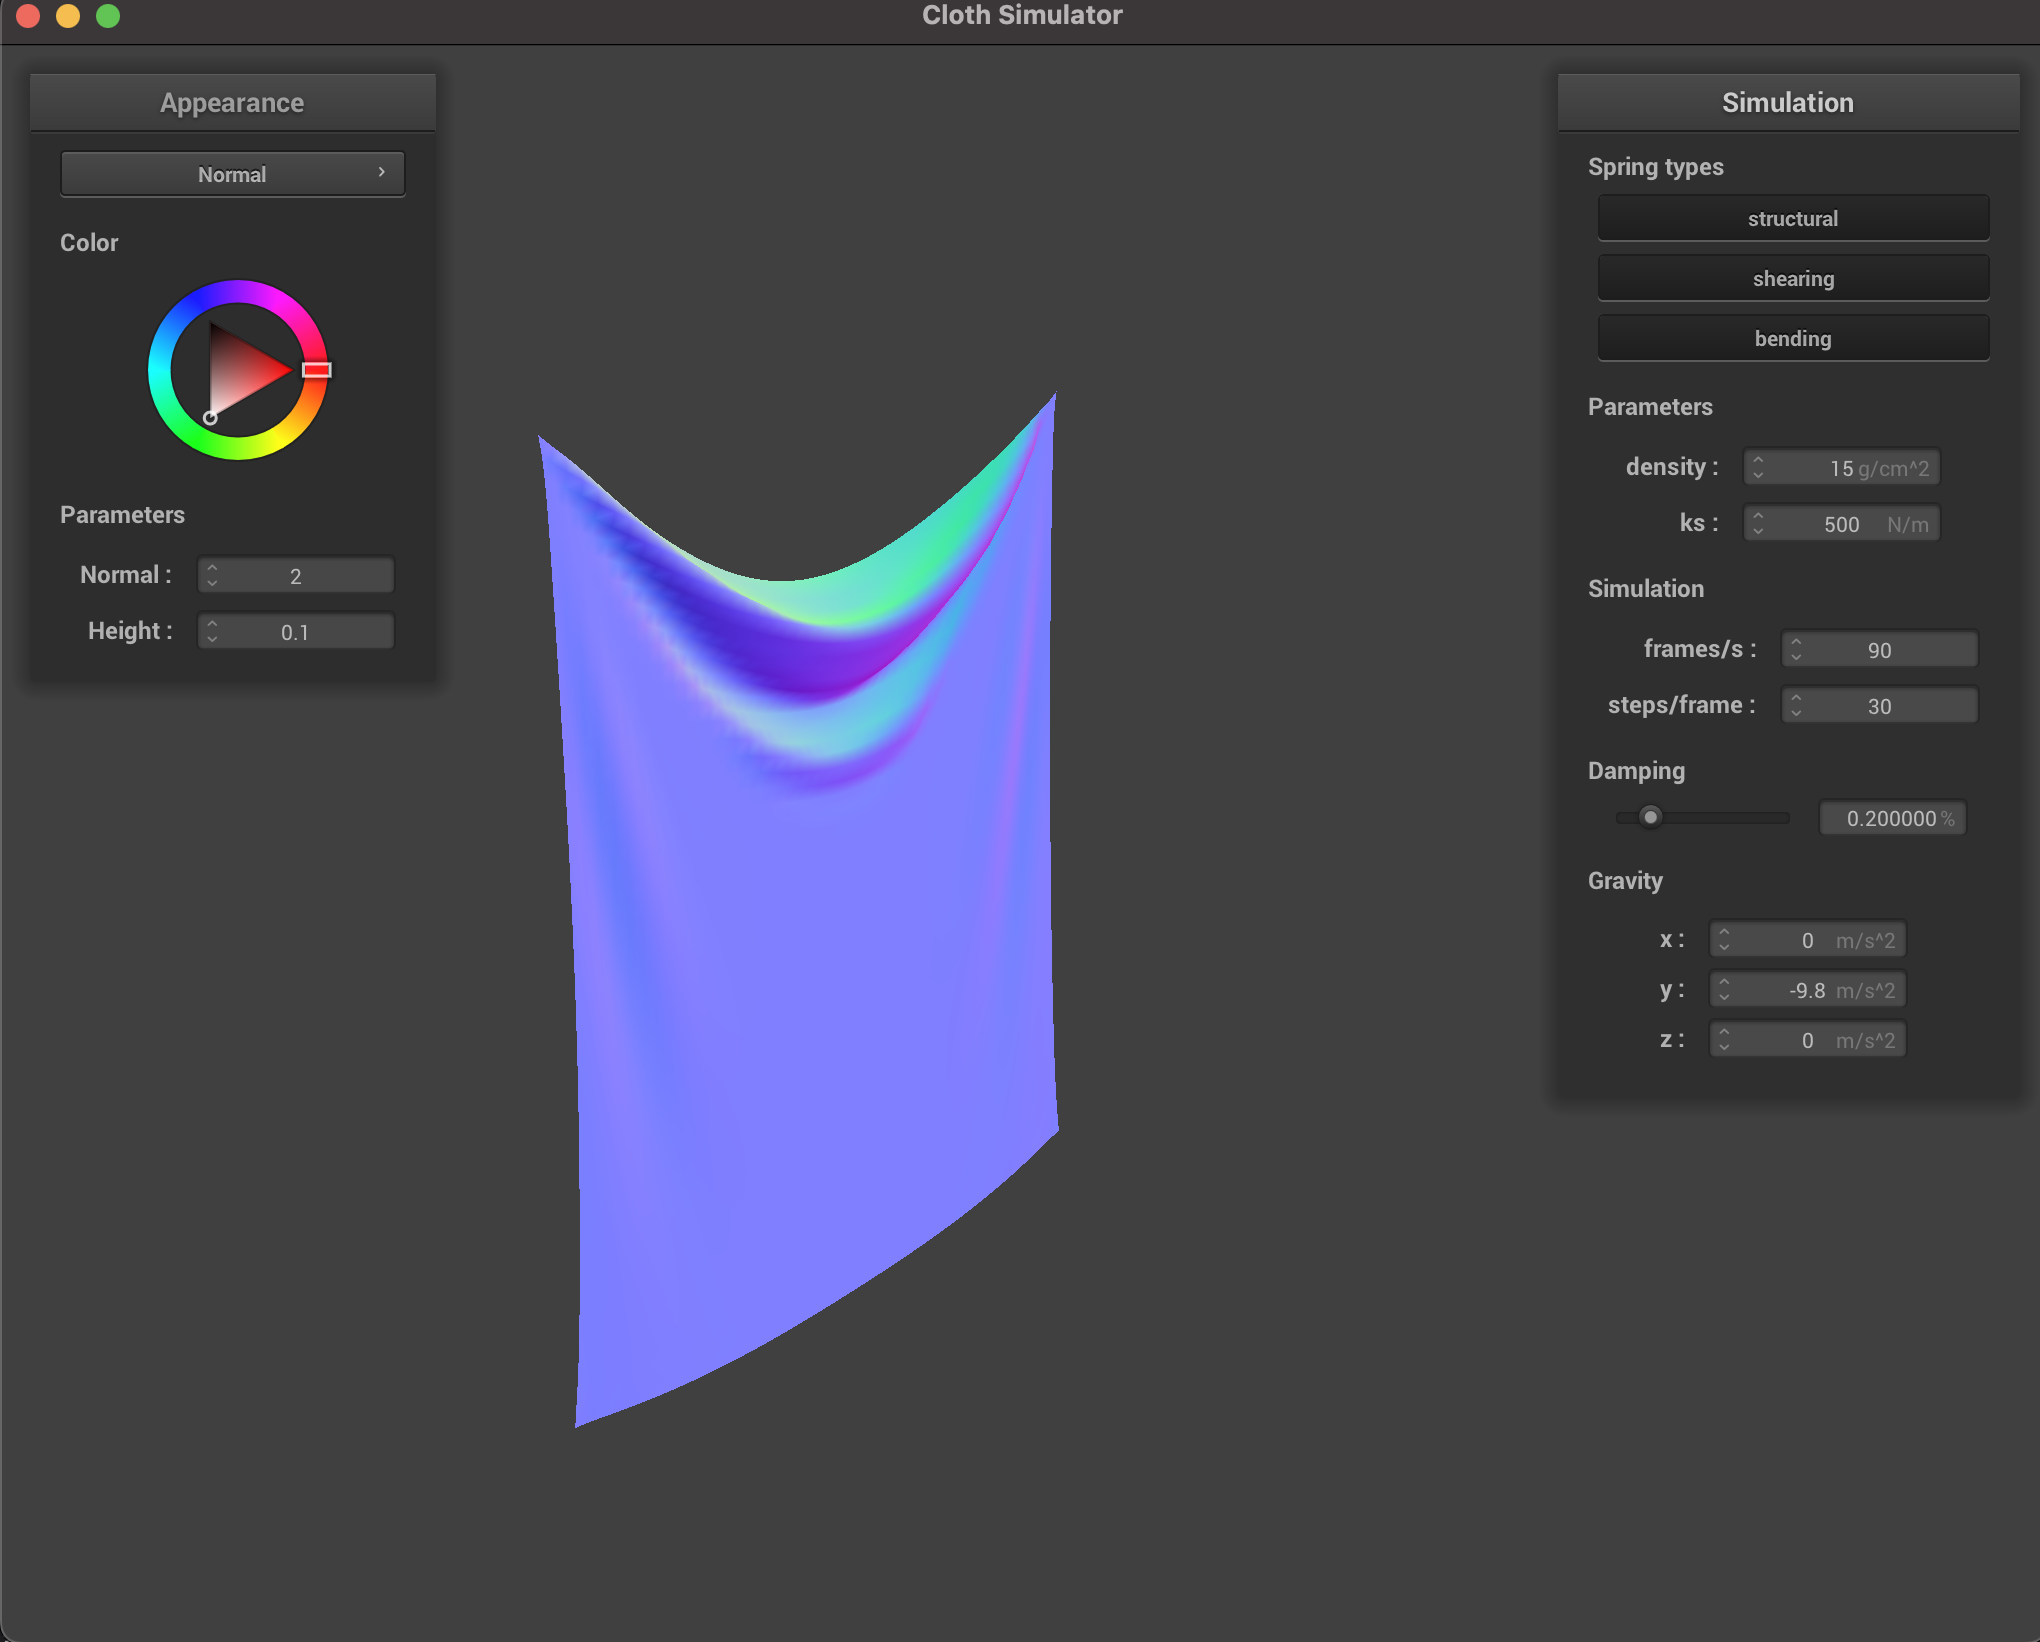 Cloth Simulator
Appearance
Normal
Color
Parameters
Normal : 2
Height : 0.1
Simulation
Spring types
structural
shearing
bending
Parameters
density : 15 g/cm^2
ks : 500 N/m
Simulation
frames/s : 90
steps/frame : 30
Damping
0.200000 %
Gravity
x : 0 m/s^2
y : -9.8 m/s^2
z : 0 m/s^2